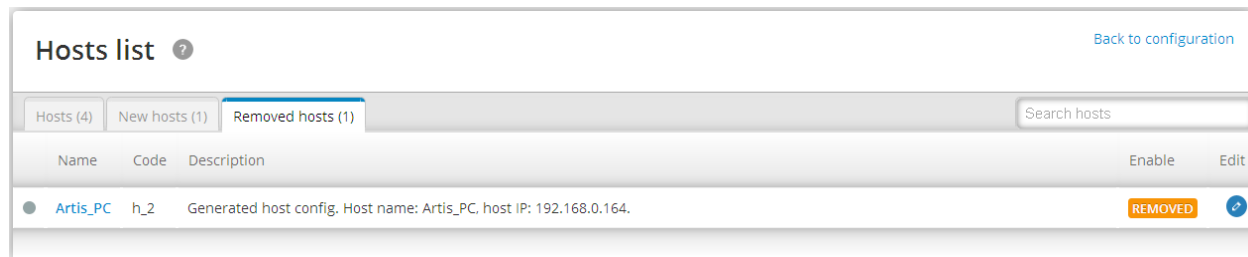 Hosts list ?
Back to configuration
Hosts (4) New hosts (1) Removed hosts (1) Search hosts
Name Code Description Enable Edit
Artis_PC h_2 Generated host config. Host name: Artis_PC, host IP: 192.168.0.164. REMOVED